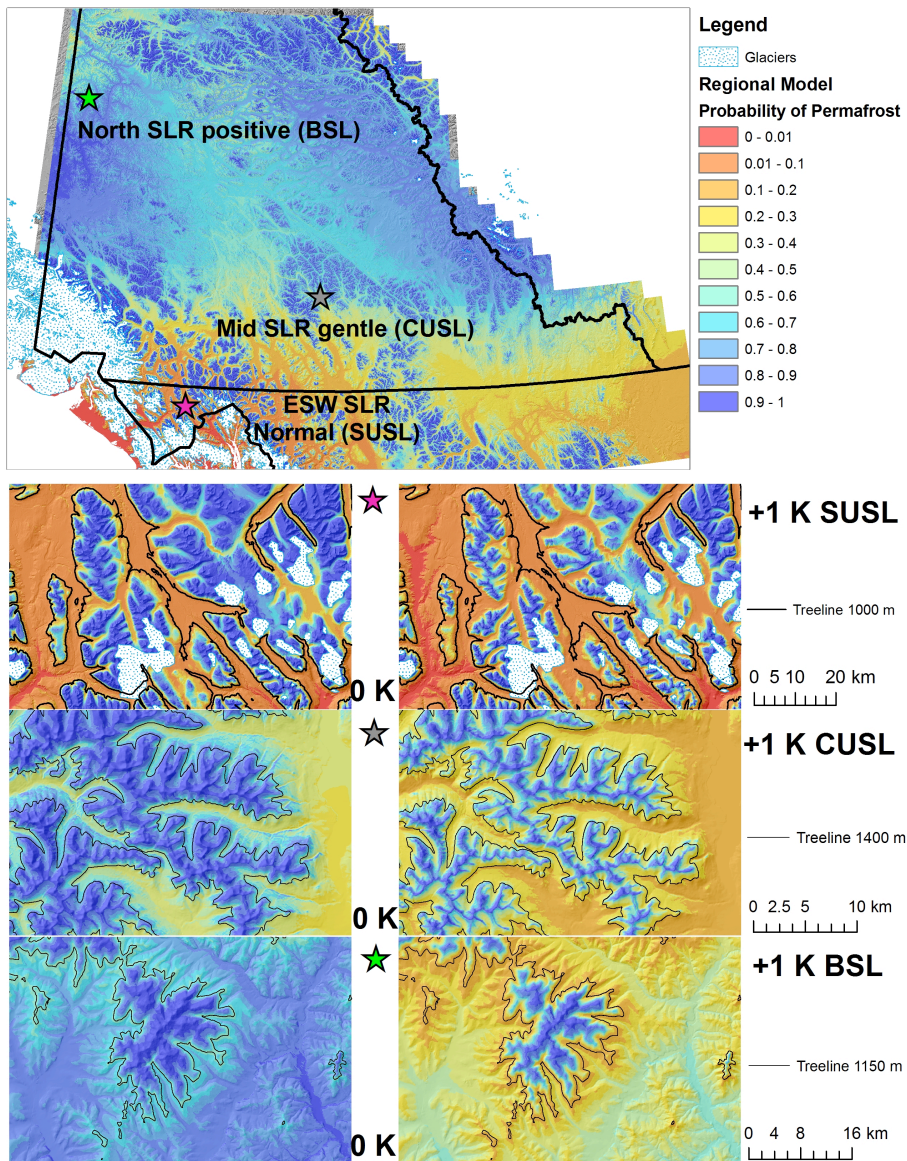 North SLR positive (BSL)
Mid SLR gentle (CUSL)
ESW SLR
Normal (SUSL)
Legend
Glaciers
Regional Model
Probability of Permafrost
0 - 0.01
0.01 - 0.1
0.1 - 0.2
0.2 - 0.3
0.3 - 0.4
0.4 - 0.5
0.5 - 0.6
0.6 - 0.7
0.7 - 0.8
0.8 - 0.9
0.9 - 1
0 K
+1 K SUSL
Treeline 1000 m
0 5 10 20 km
0 K
+1 K CUSL
Treeline 1400 m
0 2.5 5 10 km
0 K
+1 K BSL
Treeline 1150 m
0 4 8 16 km